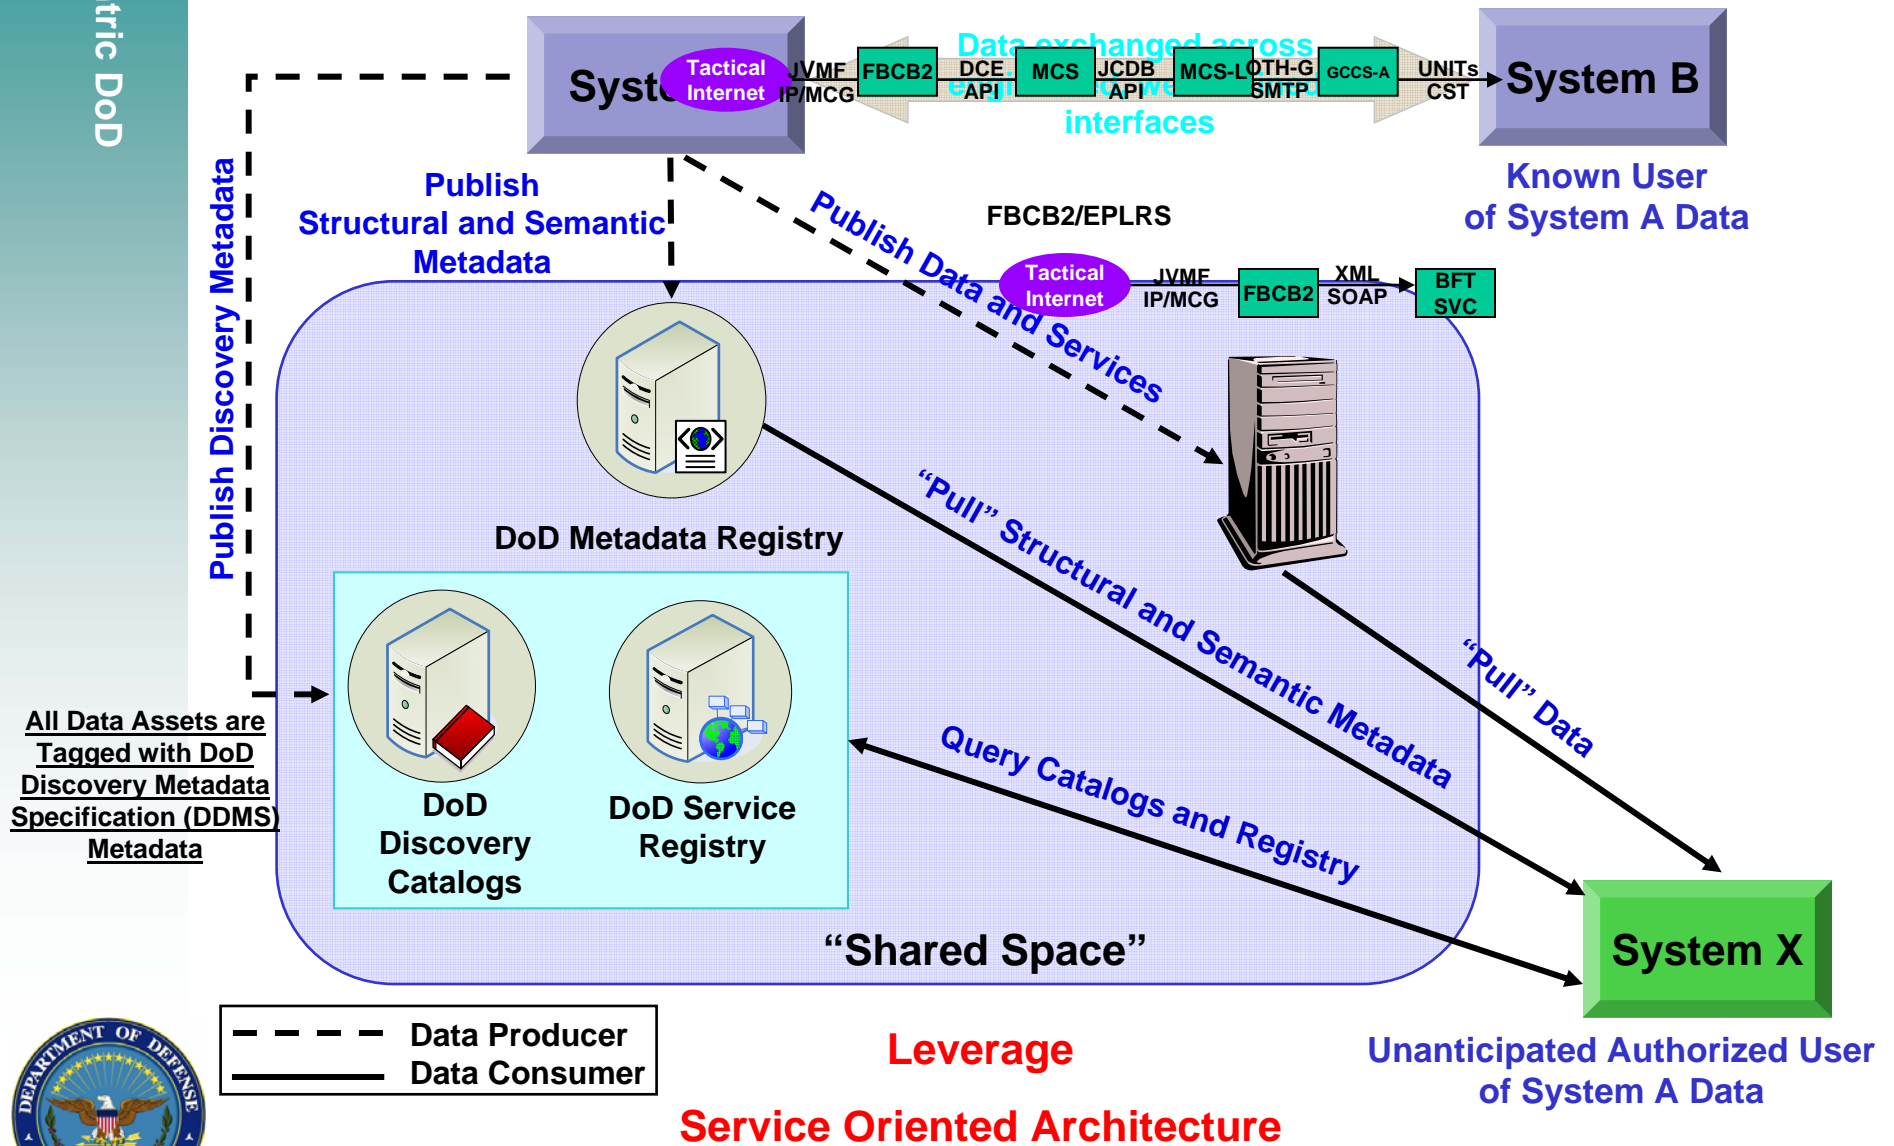 tric DoD
Data exchanged across
interfaces
Syst
Tactical
Internet
JVMF
IP/MCG
FBCB2
DCE
API
MCS
JCDB
API
MCS-L
OTH-G
SMTP
GCCS-A
UNITs
CST
System B
Known User
of System A Data
Publish Discovery Metadata
Publish
Structural and Semantic
Metadata
Publish Data and Services
FBCB2/EPLRS
Tactical
Internet
JVMF
IP/MCG
FBCB2
XML
SOAP
BFT
SVC
DoD Metadata Registry
“Pull” Structural and Semantic Metadata
“Pull” Data
Query Catalogs and Registry
All Data Assets are
Tagged with DoD
Discovery Metadata
Specification (DDMS)
Metadata
DoD
Discovery
Catalogs
DoD Service
Registry
“Shared Space”
System X
Unanticipated Authorized User
of System A Data
Data Producer
Data Consumer
Leverage
Service Oriented Architecture
DEPARTMENT OF DEFENSE